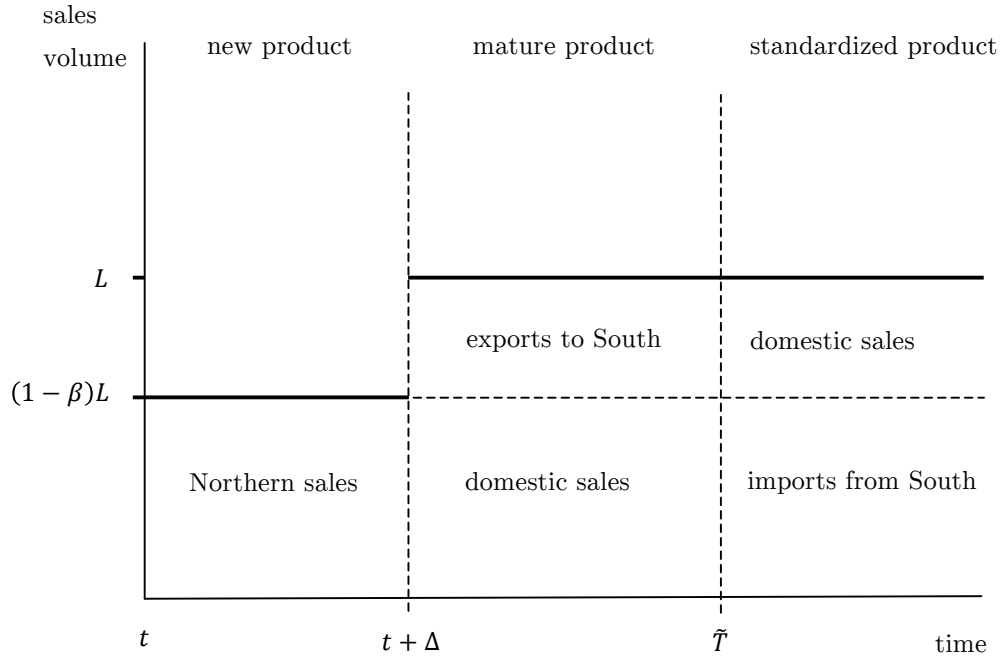 sales
volume
new product
mature product
standardized product
L
exports to South
domestic sales
(1 − β)L
Northern sales
domestic sales
imports from South
t
t + Δ
T̃
time